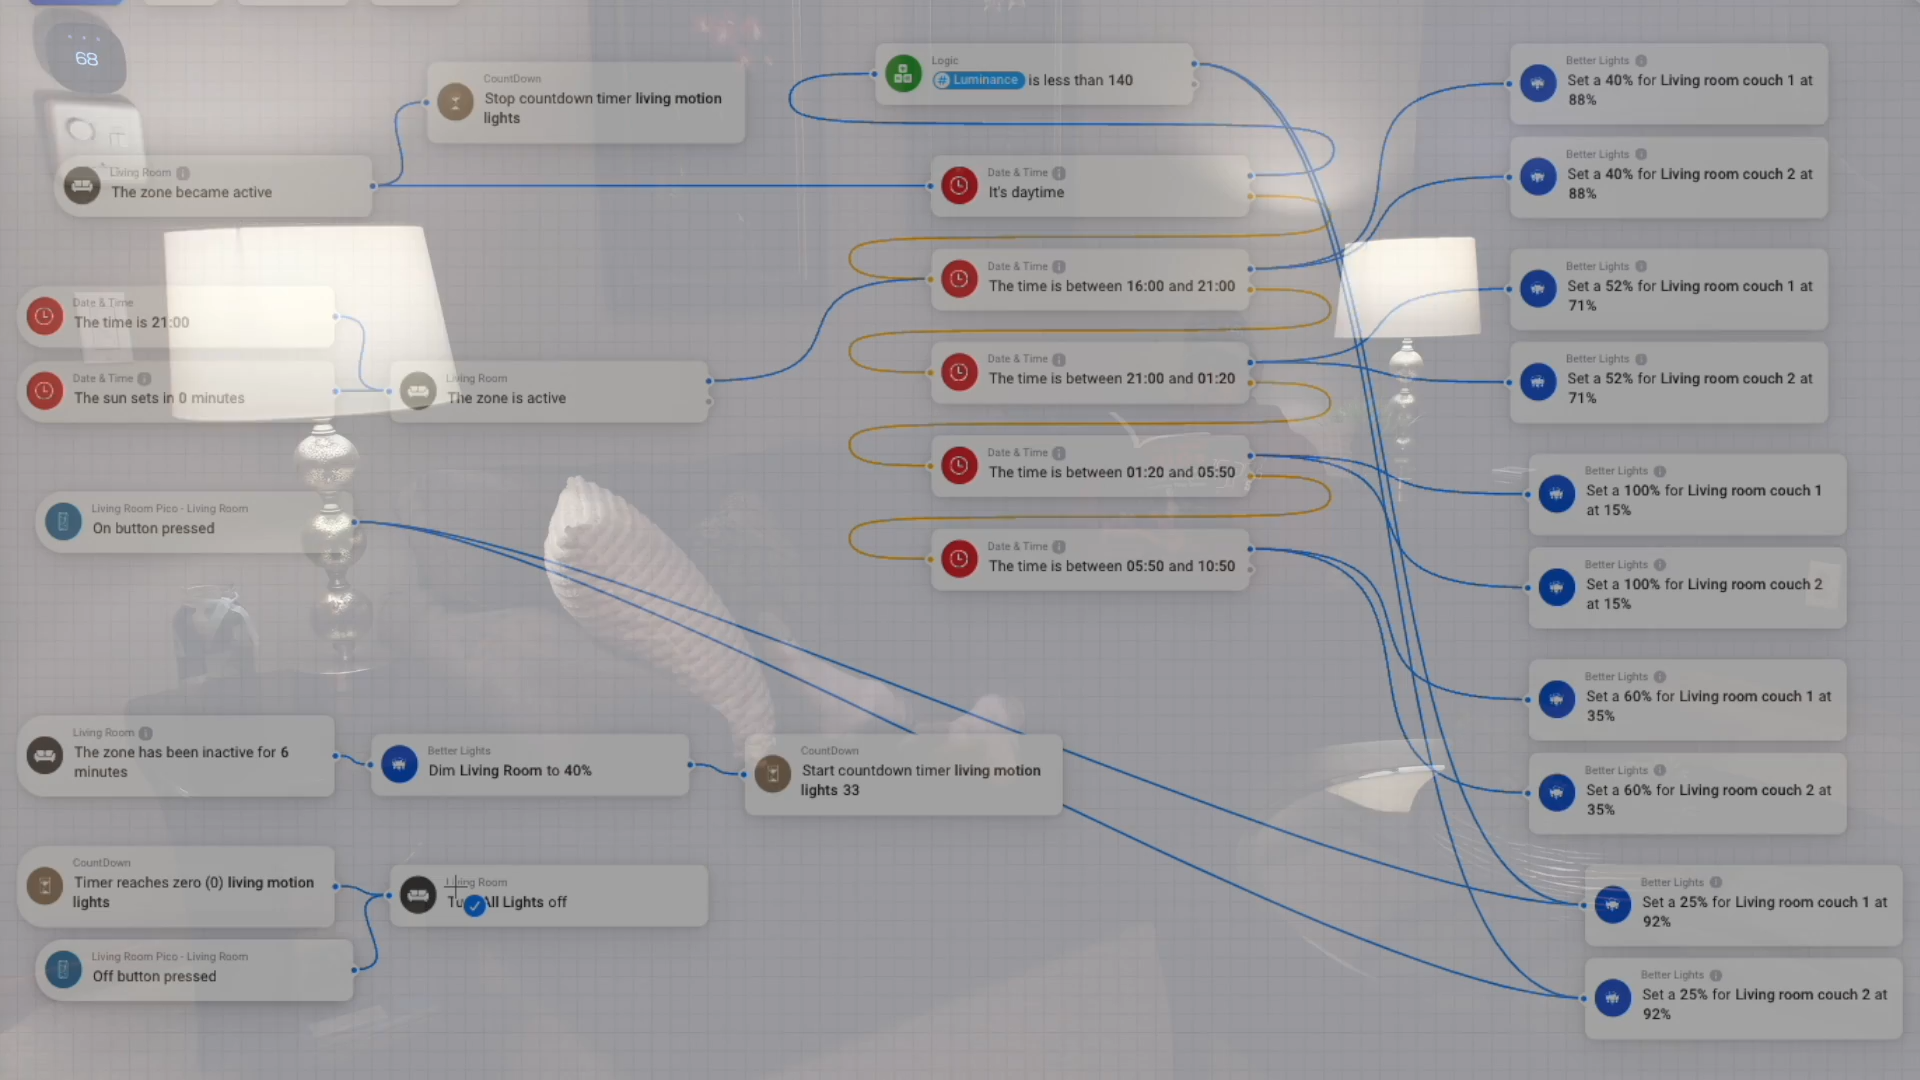 68
CountDown
Stop countdown timer living motion
lights
Logic
# Luminance is less than 140
Better Lights
Set a 40% for Living room couch 1 at
88%
Living Room
The zone became active
Date & Time
It's daytime
Better Lights
Set a 40% for Living room couch 2 at
88%
Date & Time
The time is between 16:00 and 21:00
Better Lights
Set a 52% for Living room couch 1 at
71%
Date & Time
The time is 21:00
Date & Time
The sun sets in 0 minutes
Living Room
The zone is active
Date & Time
The time is between 21:00 and 01:20
Better Lights
Set a 52% for Living room couch 2 at
71%
Date & Time
The time is between 01:20 and 05:50
Better Lights
Set a 100% for Living room couch 1
at 15%
Living Room Pico - Living Room
On button pressed
Date & Time
The time is between 05:50 and 10:50
Better Lights
Set a 100% for Living room couch 2
at 15%
Better Lights
Set a 60% for Living room couch 1 at
35%
Living Room
The zone has been inactive for 6
minutes
Better Lights
Dim Living Room to 40%
CountDown
Start countdown timer living motion
lights 33
Better Lights
Set a 60% for Living room couch 2 at
35%
CountDown
Timer reaches zero (0) living motion
lights
Living Room
All Lights off
Better Lights
Set a 25% for Living room couch 1 at
92%
Living Room Pico - Living Room
Off button pressed
Better Lights
Set a 25% for Living room couch 2 at
92%